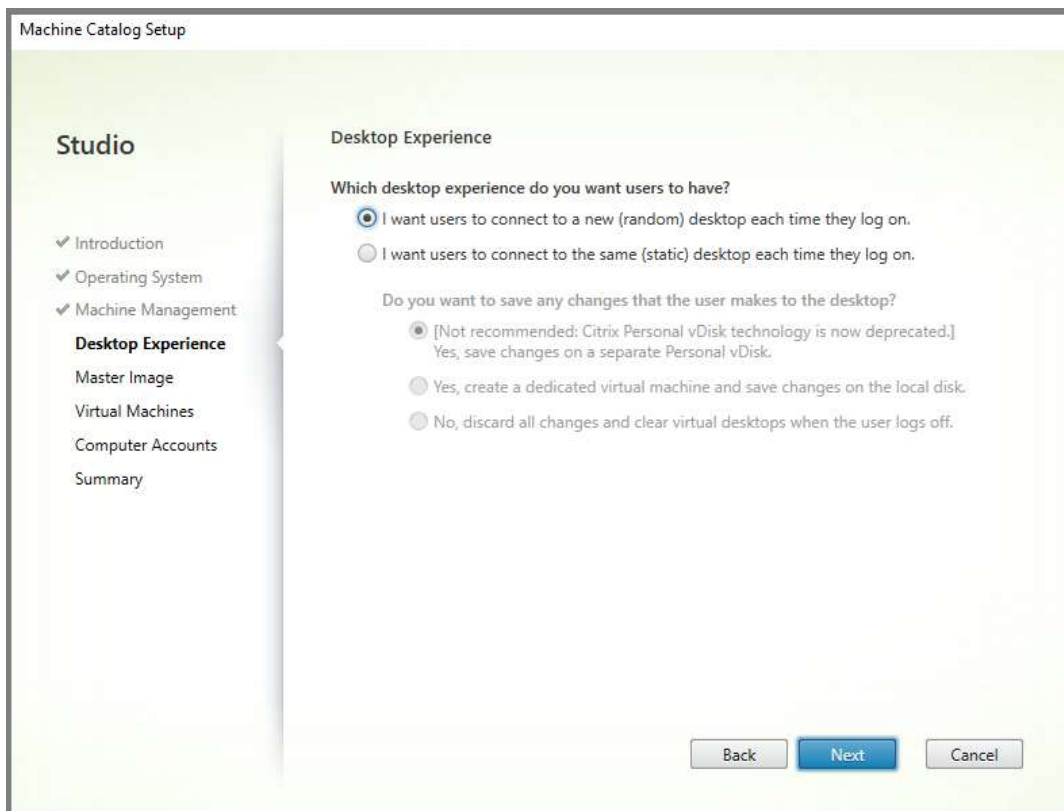 Machine Catalog Setup
Studio
Introduction
Operating System
Machine Management
Desktop Experience
Master Image
Virtual Machines
Computer Accounts
Summary
Desktop Experience
Which desktop experience do you want users to have?
I want users to connect to a new (random) desktop each time they log on.
I want users to connect to the same (static) desktop each time they log on.
Do you want to save any changes that the user makes to the desktop?
[Not recommended: Citrix Personal vDisk technology is now deprecated.]
Yes, save changes on a separate Personal vDisk.
Yes, create a dedicated virtual machine and save changes on the local disk.
No, discard all changes and clear virtual desktops when the user logs off.
Back
Next
Cancel